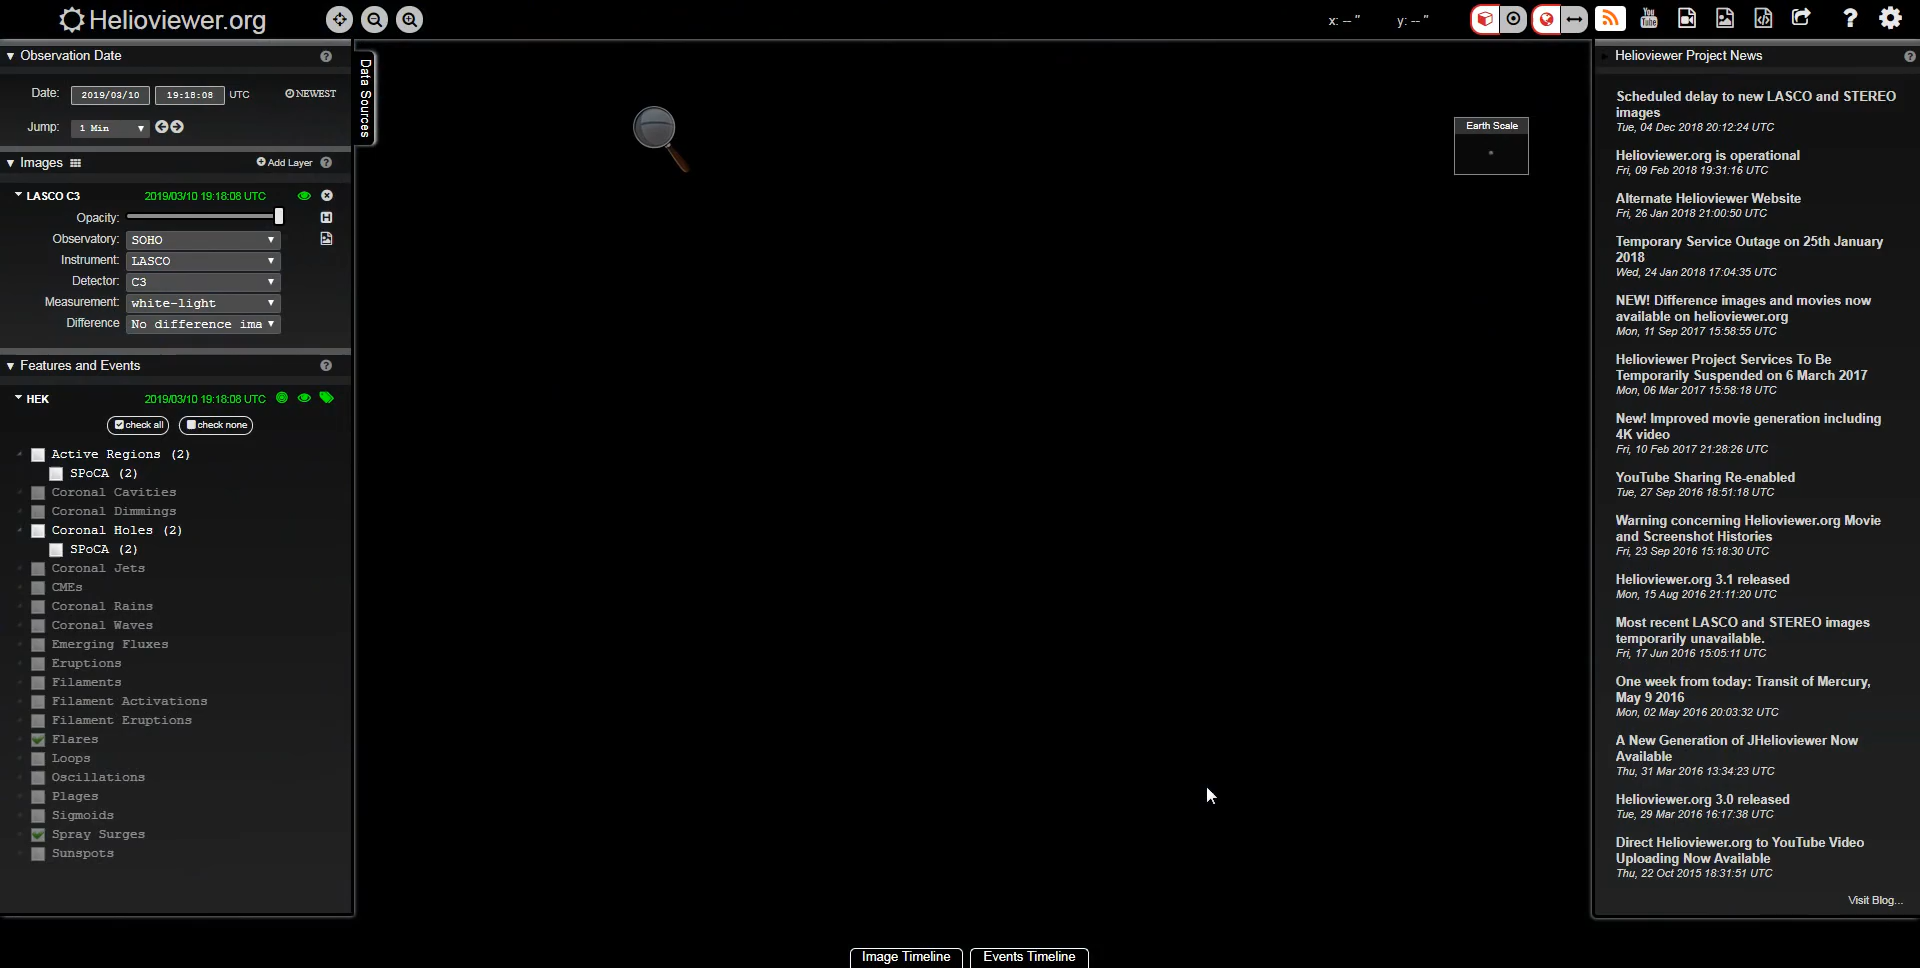 Helioviewer.org
x: -- "
y: -- "
You
Tube
Observation Date
Date:
2019/03/10
19:18:08
UTC
NEWEST
Jump:
1 Min
Images
Add Layer
LASCO C3
2019/03/10 19:18:08 UTC
Opacity:
Observatory:
SOHO
Instrument:
LASCO
Detector:
C3
Measurement:
white-light
Difference
No difference ima
Features and Events
HEK
2019/03/10 19:18:08 UTC
check all
check none
Active Regions (2)
SPoCA (2)
Coronal Cavities
Coronal Dimmings
Coronal Holes (2)
SPoCA (2)
Coronal Jets
CMEs
Coronal Rains
Coronal Waves
Emerging Fluxes
Eruptions
Filaments
Filament Activations
Filament Eruptions
Flares
Loops
Oscillations
Plages
Sigmoids
Spray Surges
Sunspots
Data Sources
Earth Scale
Image Timeline
Events Timeline
Helioviewer Project News
Scheduled delay to new LASCO and STEREO
images
Tue, 04 Dec 2018 20:12:24 UTC
Helioviewer.org is operational
Fri, 09 Feb 2018 19:31:16 UTC
Alternate Helioviewer Website
Fri, 26 Jan 2018 21:00:50 UTC
Temporary Service Outage on 25th January
2018
Wed, 24 Jan 2018 17:04:35 UTC
NEW! Difference images and movies now
available on helioviewer.org
Mon, 11 Sep 2017 15:58:55 UTC
Helioviewer Project Services To Be
Temporarily Suspended on 6 March 2017
Mon, 06 Mar 2017 15:58:18 UTC
New! Improved movie generation including
4K video
Fri, 10 Feb 2017 21:28:26 UTC
YouTube Sharing Re-enabled
Tue, 27 Sep 2016 18:51:18 UTC
Warning concerning Helioviewer.org Movie
and Screenshot Histories
Fri, 23 Sep 2016 15:18:30 UTC
Helioviewer.org 3.1 released
Mon, 15 Aug 2016 21:11:20 UTC
Most recent LASCO and STEREO images
temporarily unavailable.
Fri, 17 Jun 2016 15:05:11 UTC
One week from today: Transit of Mercury,
May 9 2016
Mon, 02 May 2016 20:03:32 UTC
A New Generation of JHelioviewer Now
Available
Thu, 31 Mar 2016 13:34:23 UTC
Helioviewer.org 3.0 released
Tue, 29 Mar 2016 16:17:38 UTC
Direct Helioviewer.org to YouTube Video
Uploading Now Available
Thu, 22 Oct 2015 18:31:51 UTC
Visit Blog...